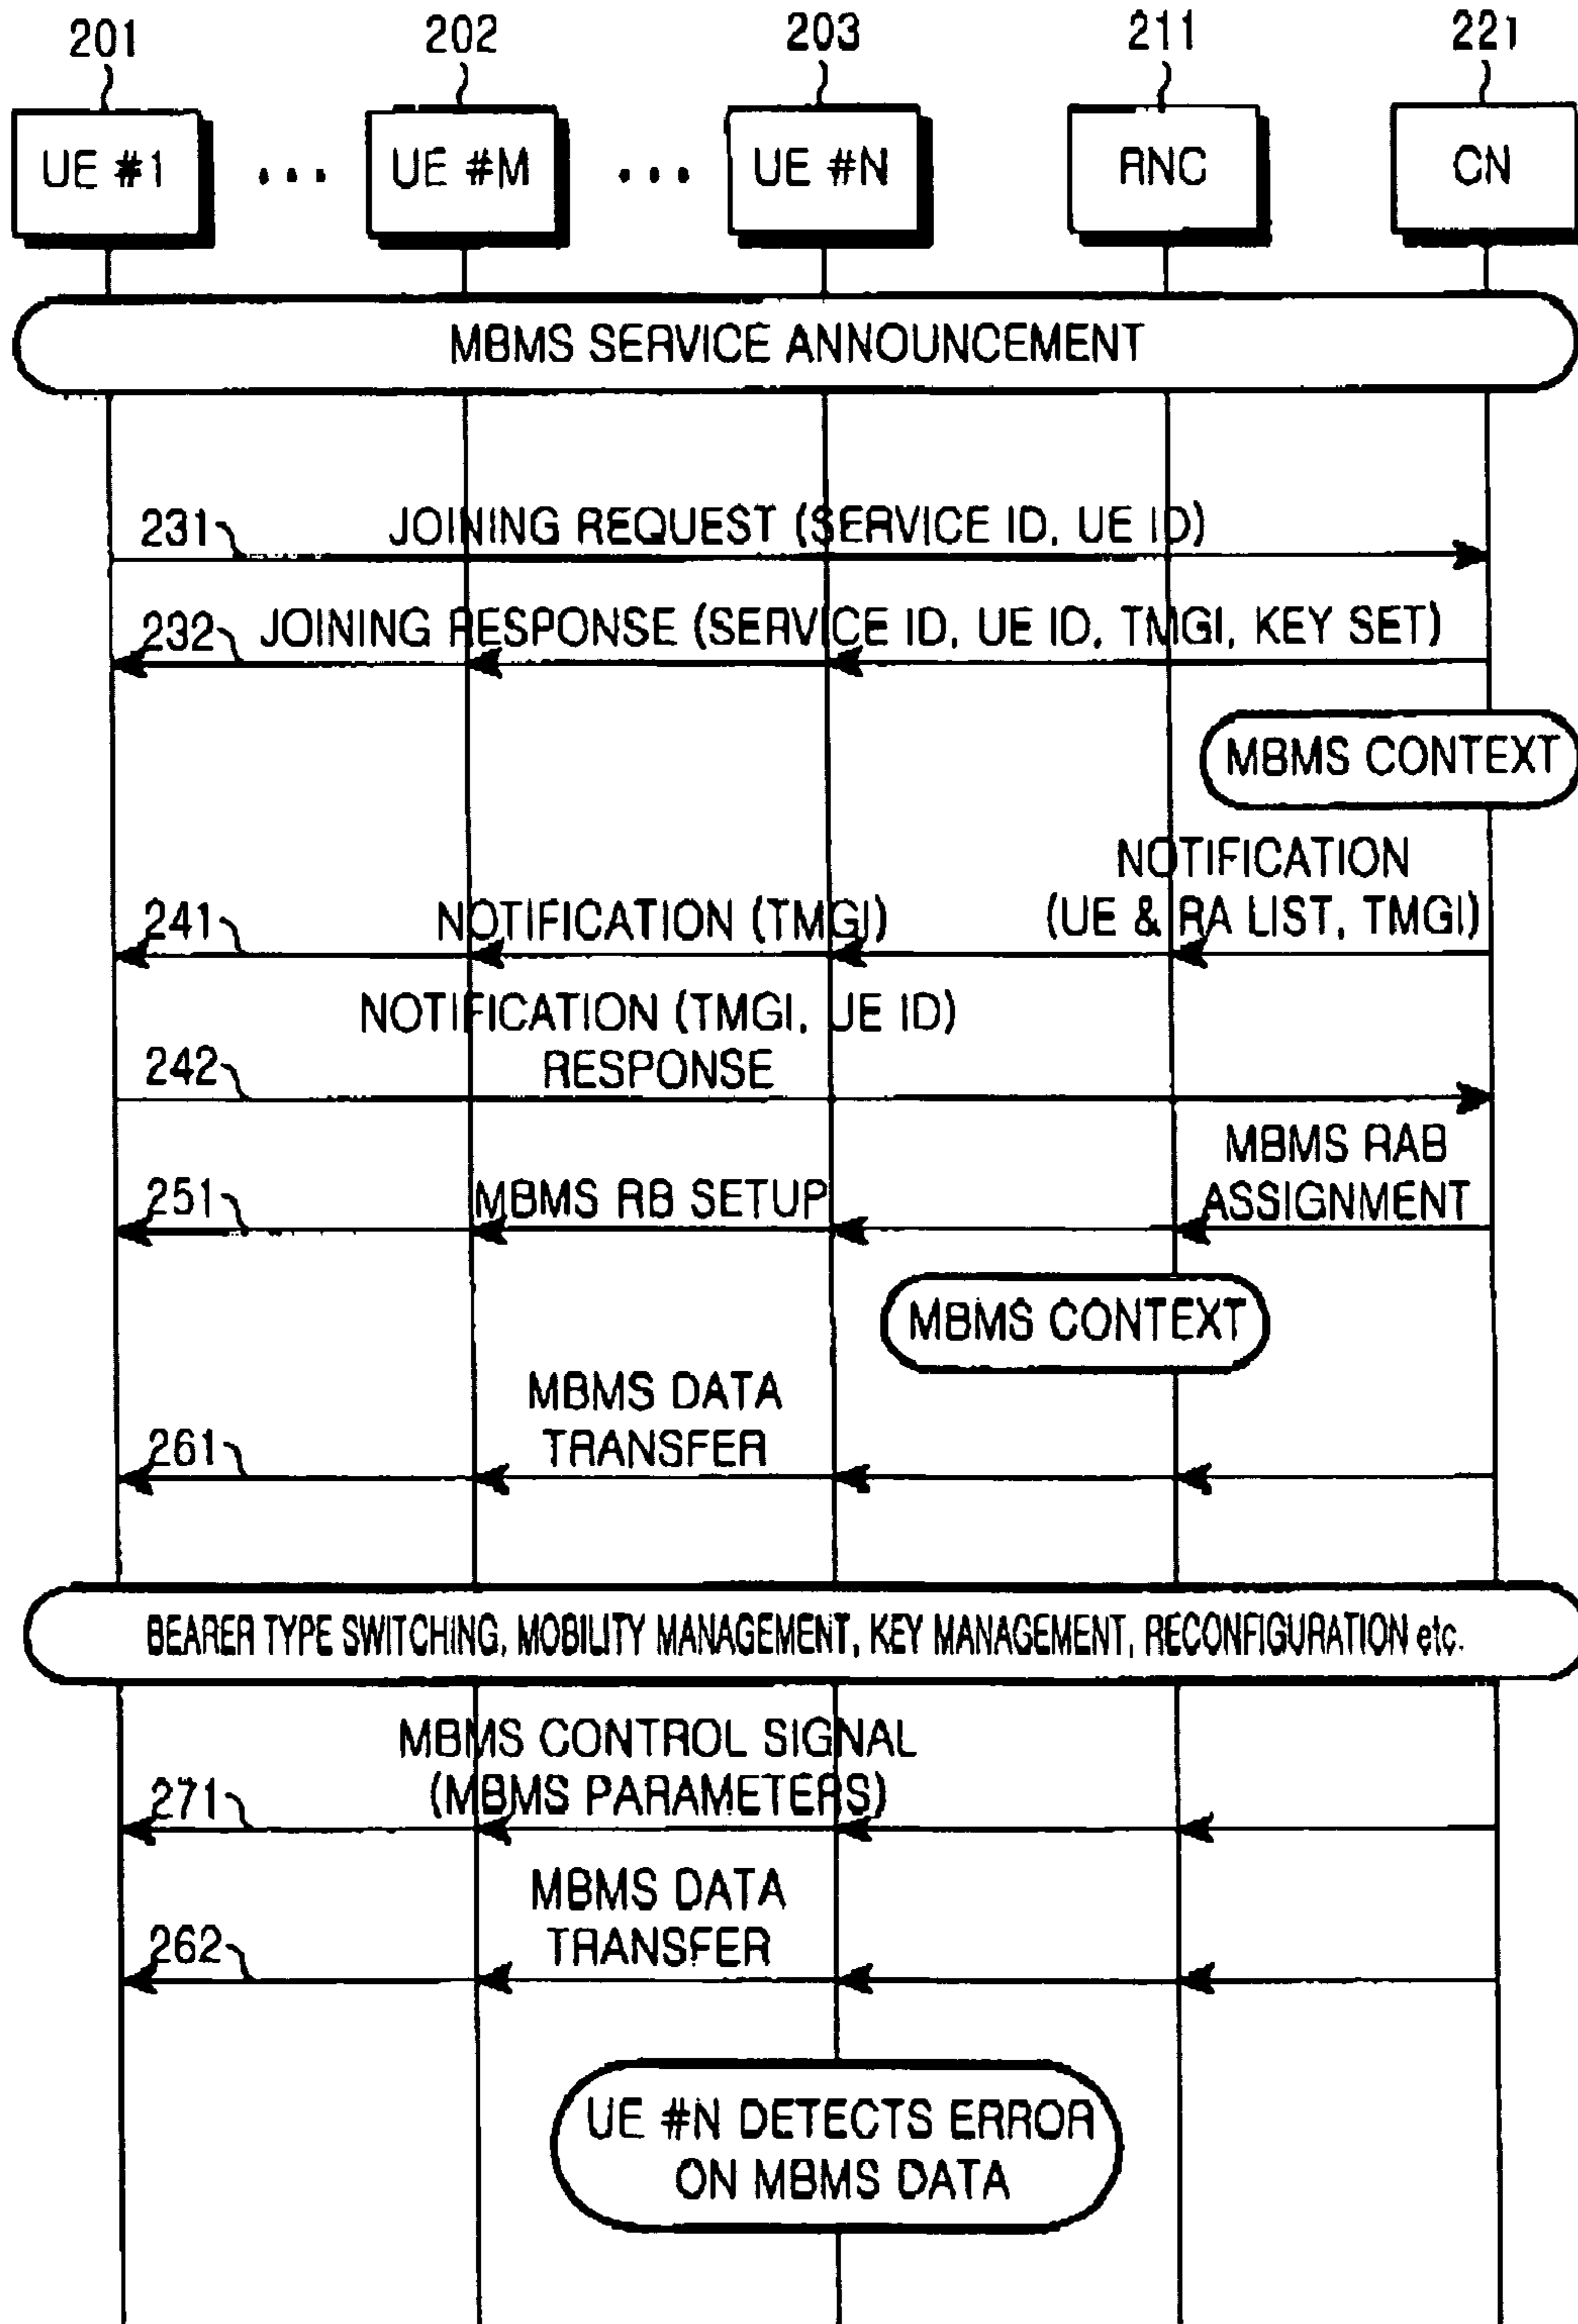 201 202 203 211 221
UE #1 ... UE #M ... UE #N RNC CN
MBMS SERVICE ANNOUNCEMENT
231 JOINING REQUEST (SERVICE ID, UE ID)
232 JOINING RESPONSE (SERVICE ID, UE ID, TMGI, KEY SET)
MBMS CONTEXT
NOTIFICATION
(UE & RA LIST, TMGI)
241 NOTIFICATION (TMGI)
NOTIFICATION (TMGI, UE ID)
242 RESPONSE
MBMS RAB
ASSIGNMENT
251 MBMS RB SETUP
MBMS CONTEXT
MBMS DATA
261 TRANSFER
BEARER TYPE SWITCHING, MOBILITY MANAGEMENT, KEY MANAGEMENT, RECONFIGURATION etc.
MBMS CONTROL SIGNAL
271 (MBMS PARAMETERS)
MBMS DATA
262 TRANSFER
UE #N DETECTS ERROR
ON MBMS DATA